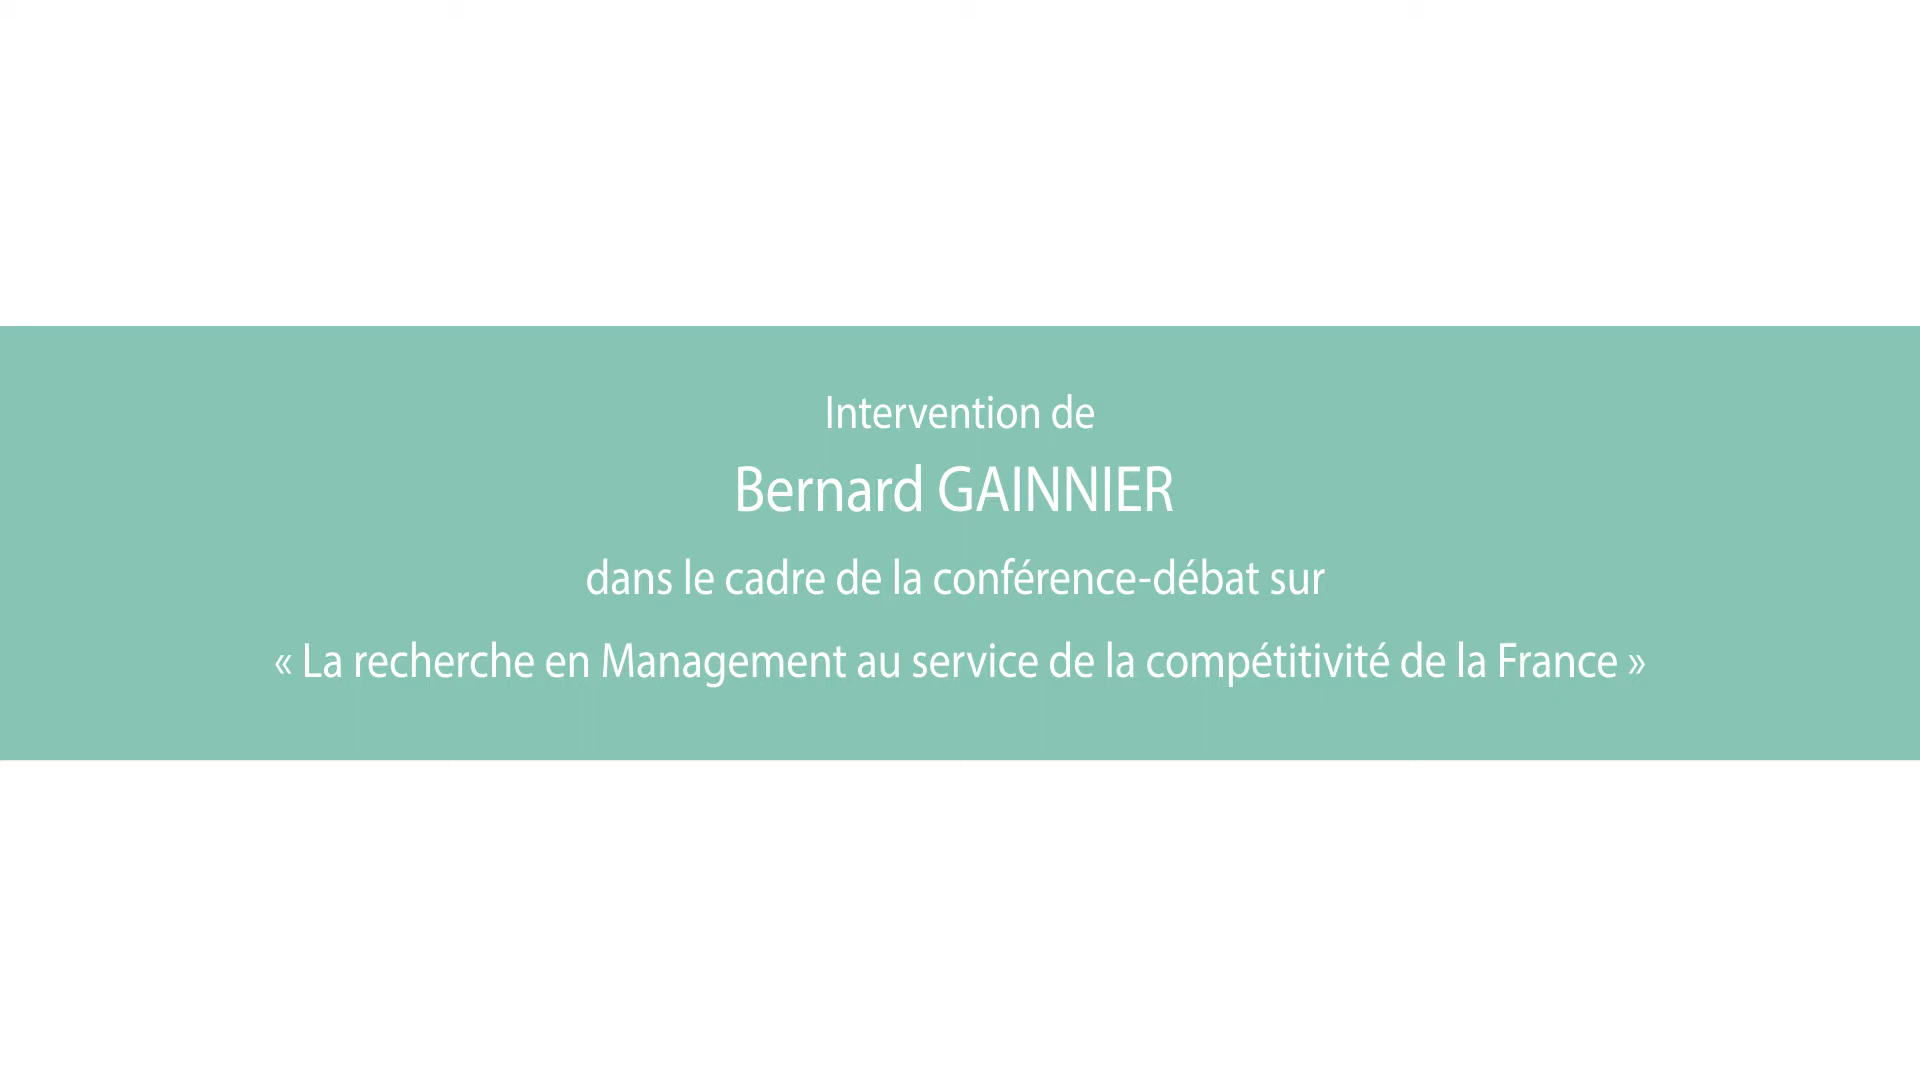 Intervention de
Bernard GAINNIER
dans le cadre de la conférence-débat sur
« La recherche en Management au service de la compétitivité de la France »